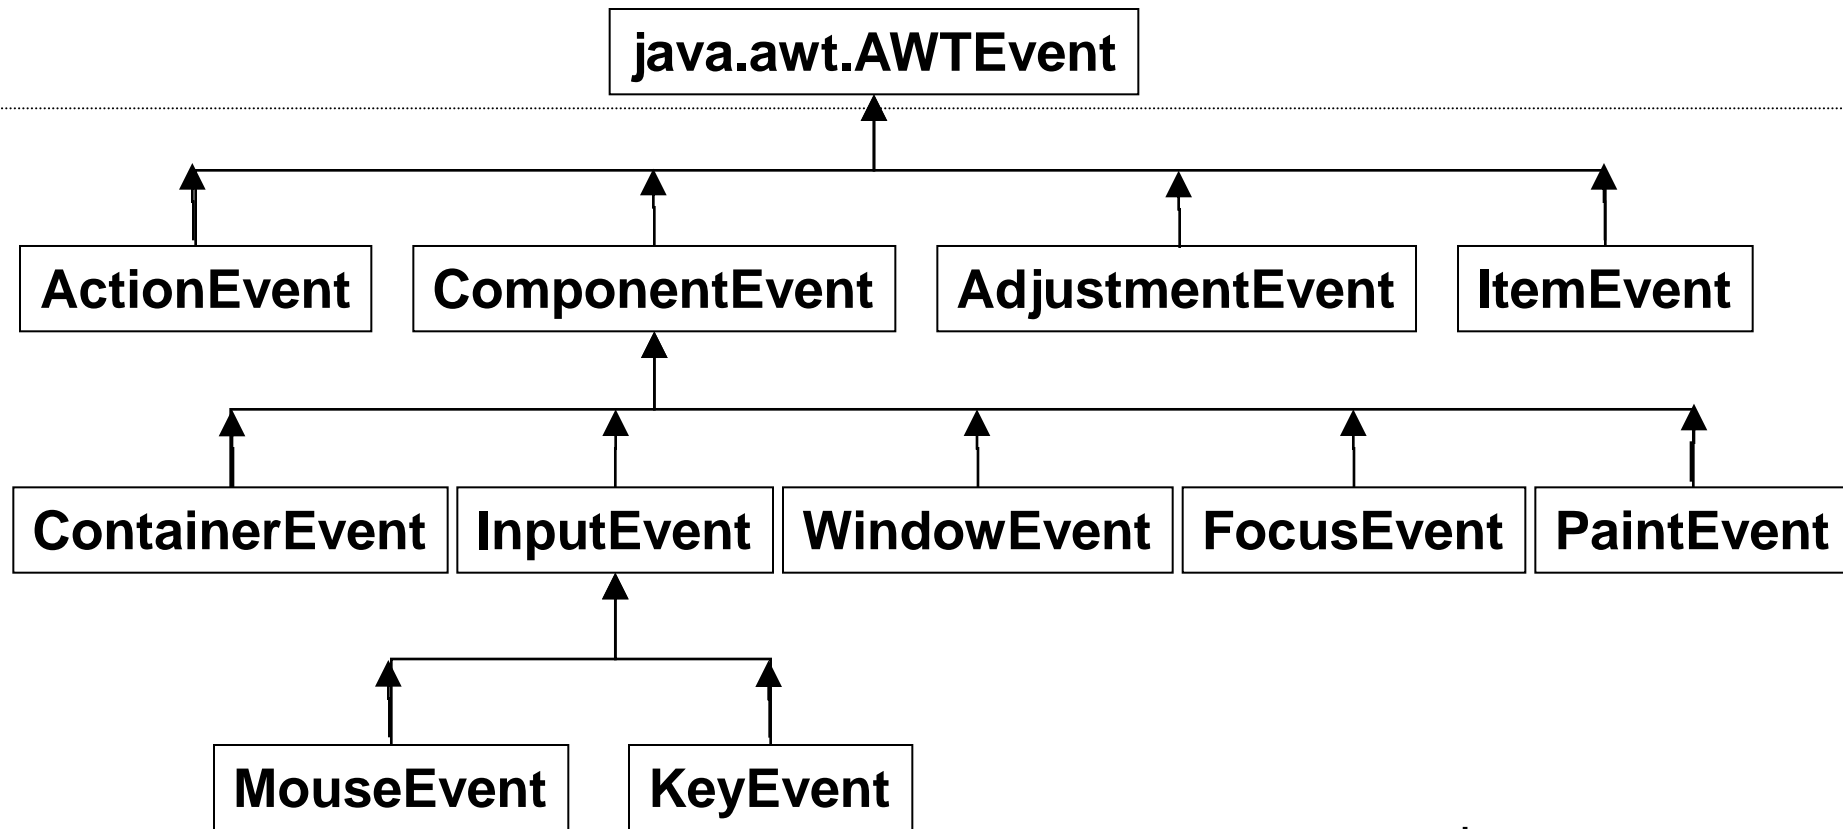 java.awt.AWTEvent
ActionEvent ComponentEvent AdjustmentEvent ItemEvent
ContainerEvent InputEvent WindowEvent FocusEvent PaintEvent
MouseEvent KeyEvent